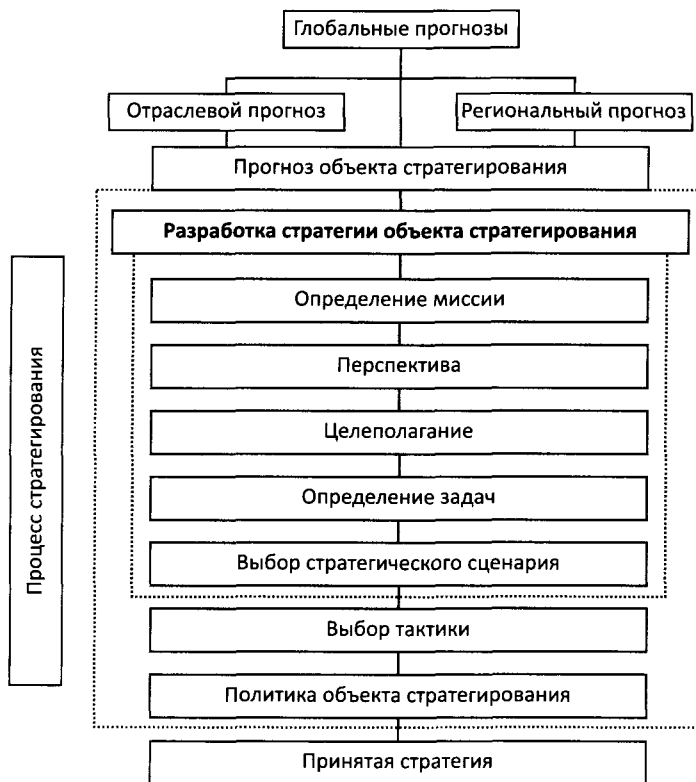 Глобальные прогнозы
Отраслевой прогноз
Региональный прогноз
Прогноз объекта стратегирования
Разработка стратегии объекта стратегирования
Процесс стратегирования
Определение миссии
Перспектива
Целеполагание
Определение задач
Выбор стратегического сценария
Выбор тактики
Политика объекта стратегирования
Принятая стратегия